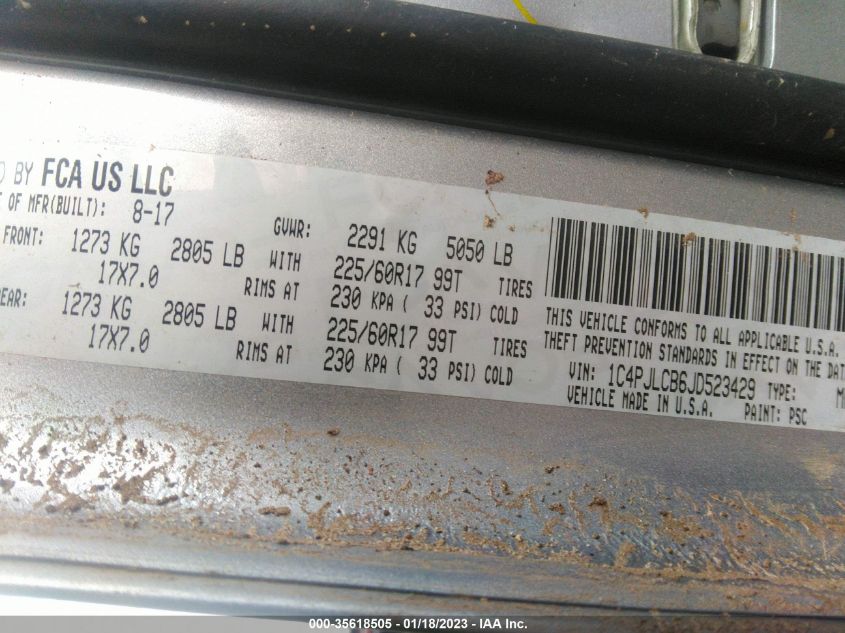 BY FCA US LLC
OF MFR(BUILT): 8-17 GVWR: 2291 KG 5050 LB
FRONT: 1273 KG 2805 LB WITH 225/60R17 99T TIRES
17X7.0 RIMS AT 230 KPA ( 33 PSI) COLD
1273 KG 2805 LB WITH 225/60R17 99T TIRES
17X7.0 RIMS AT 230 KPA ( 33 PSI) COLD
THIS VEHICLE CONFORMS TO ALL APPLICABLE U.S.A.
THEFT PREVENTION STANDARDS IN EFFECT ON THE
VIN: 1C4PJLCB6JD523429 TYPE:
VEHICLE MADE IN U.S.A. PAINT: PSC
000-35618505 - 01/18/2023 - IAA Inc.